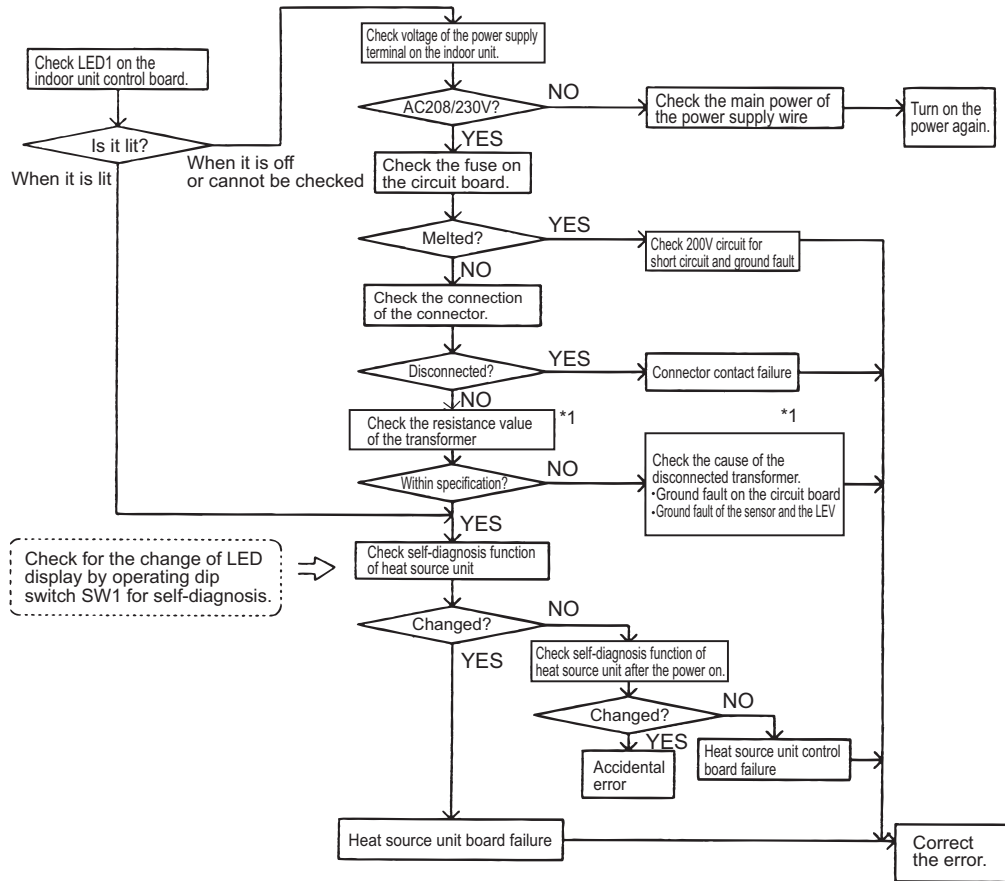 Check LED1 on the
indoor unit control board.
Is it lit?
When it is lit
When it is off
or cannot be checked
Check voltage of the power supply
terminal on the indoor unit.
AC208/230V?
NO
Check the main power of
the power supply wire
Turn on the
power again.
YES
Check the fuse on
the circuit board.
Melted?
YES
Check 200V circuit for
short circuit and ground fault
NO
Check the connection
of the connector.
Disconnected?
YES
Connector contact failure
NO
Check the resistance value
of the transformer
*1
Within specification?
NO
*1
Check the cause of the
disconnected transformer.
•Ground fault on the circuit board
•Ground fault of the sensor and the LEV
YES
Check for the change of LED
display by operating dip
switch SW1 for self-diagnosis.
Check self-diagnosis function
of heat source unit
Changed?
NO
YES
Check self-diagnosis function of
heat source unit after the power on.
Changed?
NO
YES
Accidental
error
Heat source unit control
board failure
Heat source unit board failure
Correct
the error.